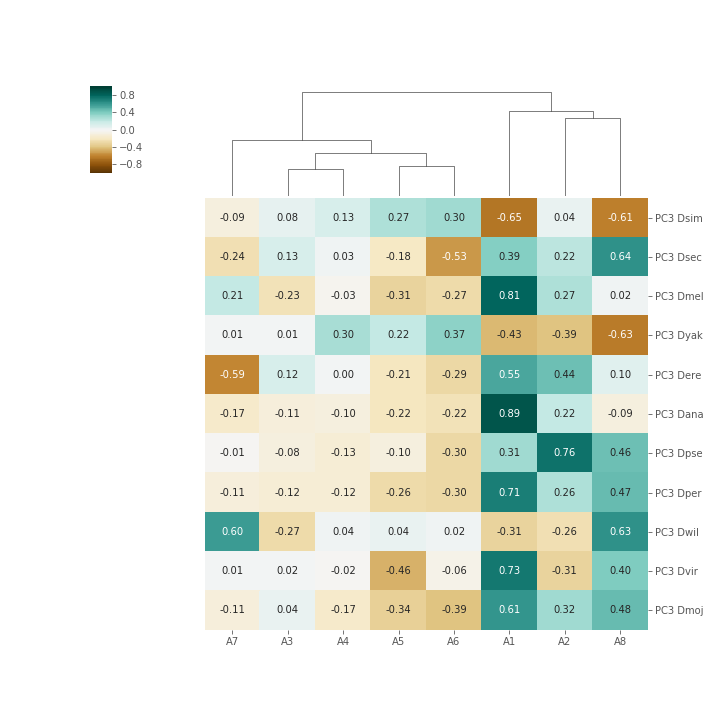 0.8
0.4
0.0
−0.4
−0.8
-0.09 0.08 0.13 0.27 0.30 -0.65 0.04 -0.61 PC3 Dsim
-0.24 0.13 0.03 -0.18 -0.53 0.39 0.22 0.64 PC3 Dsec
0.21 -0.23 -0.03 -0.31 -0.27 0.81 0.27 0.02 PC3 Dmel
0.01 0.01 0.30 0.22 0.37 -0.43 -0.39 -0.63 PC3 Dyak
-0.59 0.12 0.00 -0.21 -0.29 0.55 0.44 0.10 PC3 Dere
-0.17 -0.11 -0.10 -0.22 -0.22 0.89 0.22 -0.09 PC3 Dana
-0.01 -0.08 -0.13 -0.10 -0.30 0.31 0.76 0.46 PC3 Dpse
-0.11 -0.12 -0.12 -0.26 -0.30 0.71 0.26 0.47 PC3 Dper
0.60 -0.27 0.04 0.04 0.02 -0.31 -0.26 0.63 PC3 Dwil
0.01 0.02 -0.02 -0.46 -0.06 0.73 -0.31 0.40 PC3 Dvir
-0.11 0.04 -0.17 -0.34 -0.39 0.61 0.32 0.48 PC3 Dmoj
A7 A3 A4 A5 A6 A1 A2 A8